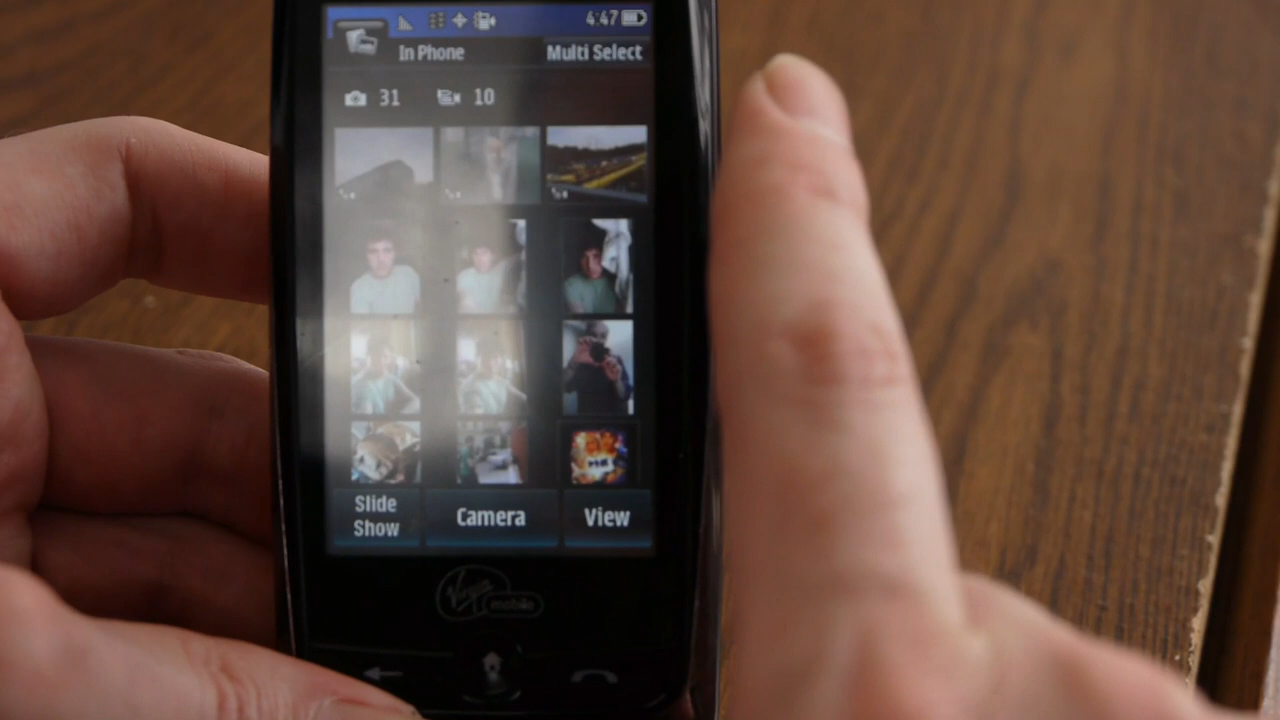 4:47
In Phone
Multi Select
31
10
Slide
Show
Camera
View
Virgin
mobile